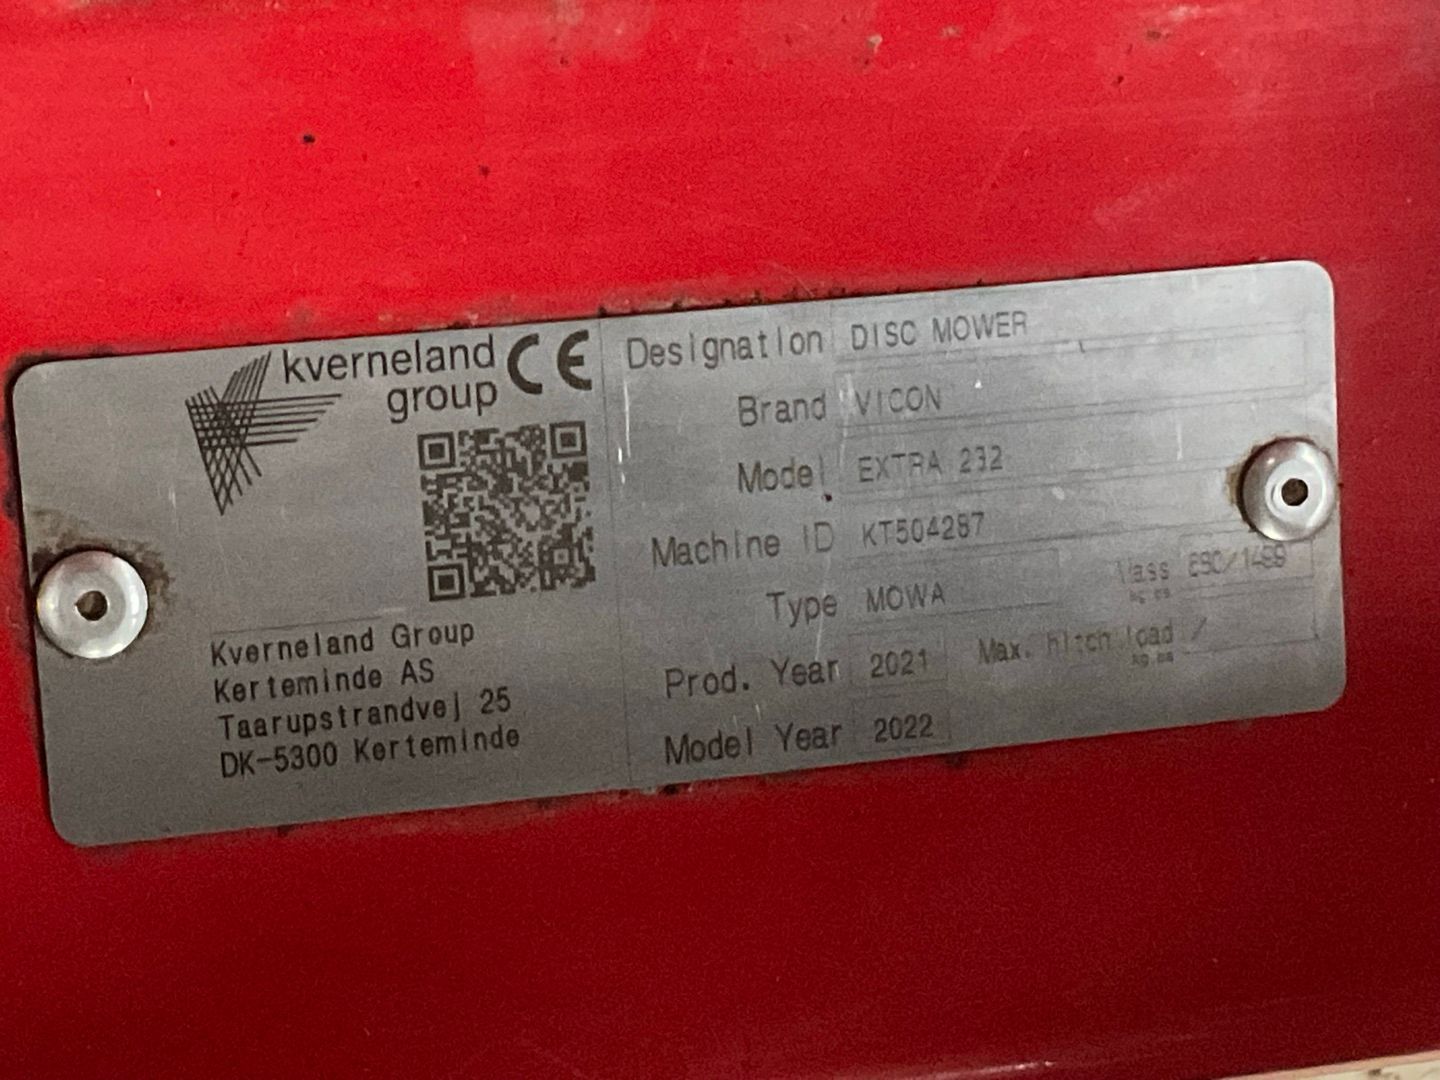 kverneland
group
CE
Kverneland Group
Kerteminde AS
Taarupstrandvej 25
DK-5300 Kerteminde
Designation DISC MOWER
Brand VICON
Model EXTRA 232
Machine ID KT504287
Type MOWA
Mass
Prod. Year 2021
Max. hitch load /
Model Year 2022